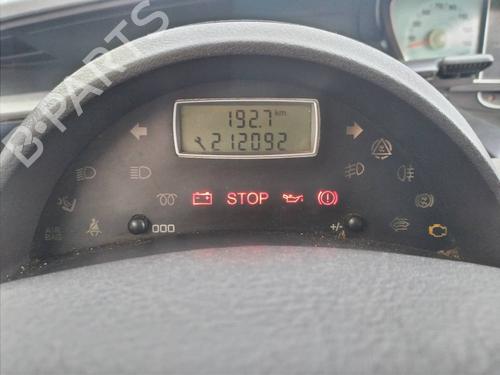 B-PARTS
192.7 km
212092
STOP
AIR
BAG
000
+/-